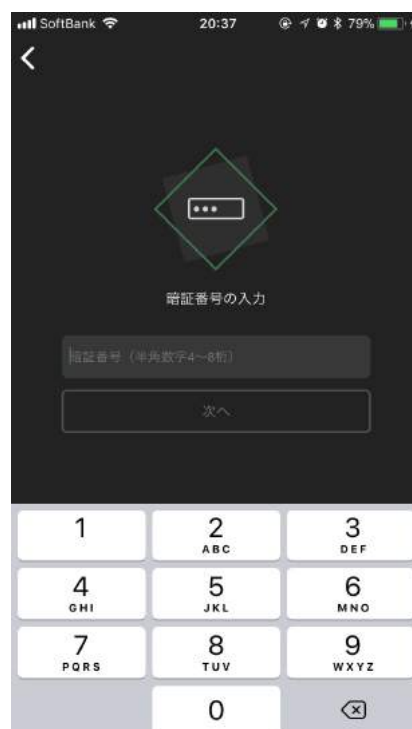 SoftBank 20:37 79%
暗証番号の入力
暗証番号（半角数字4〜8桁）
次へ
1 2 3
ABC DEF
4 5 6
GHI JKL MNO
7 8 9
PQRS TUV WXYZ
0